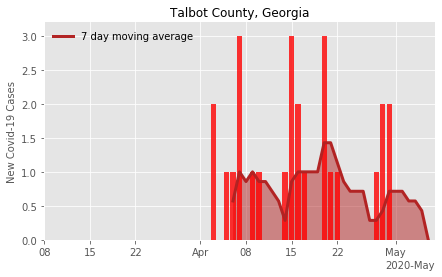 Talbot County, Georgia
7 day moving average
New Covid-19 Cases
3.0
2.5
2.0
1.5
1.0
0.5
0.0
08 15 22 Apr 08 15 22 May
2020-May